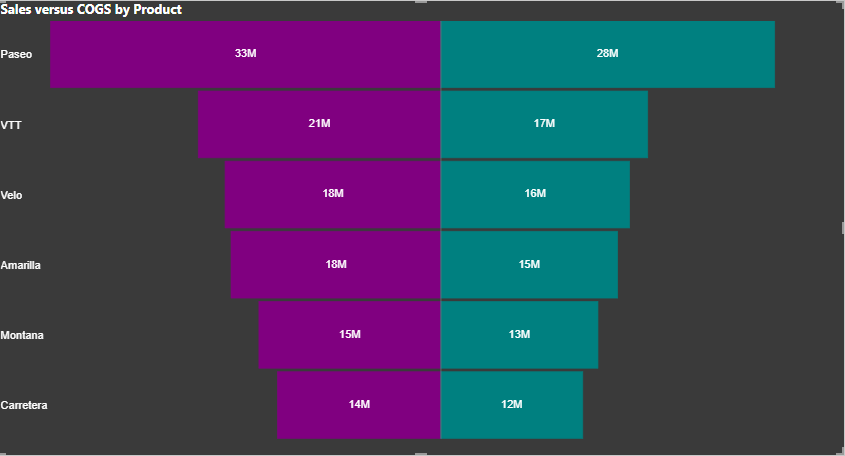 Sales versus COGS by Product
Paseo 33M 28M
VTT 21M 17M
Velo 18M 16M
Amarilla 18M 15M
Montana 15M 13M
Carretera 14M 12M